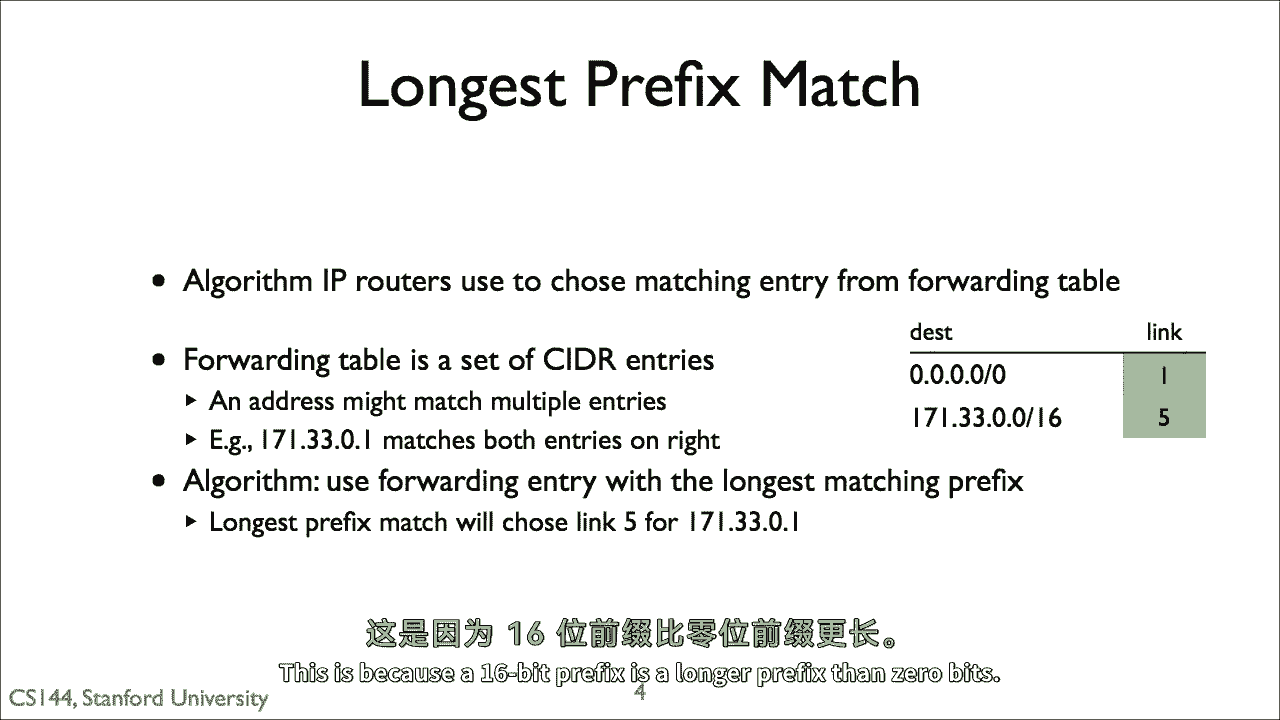 Longest Prefix Match
• Algorithm IP routers use to chose matching entry from forwarding table
dest link
• Forwarding table is a set of CIDR entries
0.0.0.0/0 1
▸ An address might match multiple entries
171.33.0.0/16 5
▸ E.g., 171.33.0.1 matches both entries on right
• Algorithm: use forwarding entry with the longest matching prefix
▸ Longest prefix match will chose link 5 for 171.33.0.1
这是因为 16 位前缀比零位前缀更长。
This is because a 16-bit prefix is a longer prefix than zero bits.
CS144, Stanford University
4